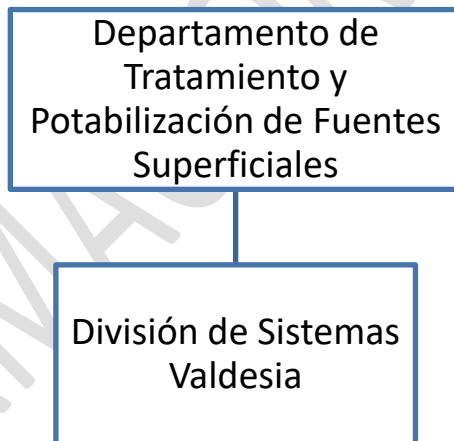 Departamento de
Tratamiento y
Potabilización de Fuentes
Superficiales
División de Sistemas
Valdesia